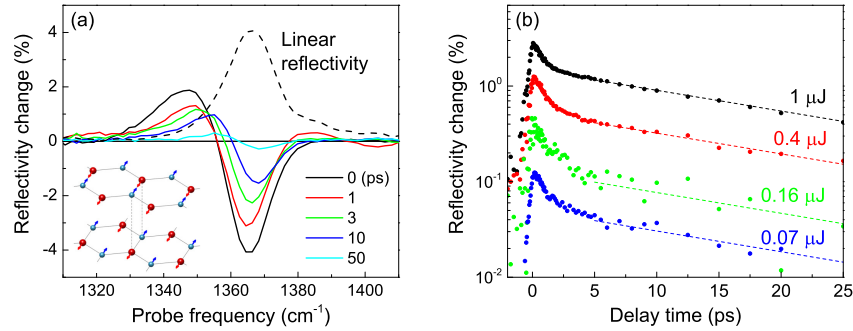 (a)
Linear
reflectivity
Reflectivity change (%)
4
2
0
-2
-4
0 (ps)
1
3
10
50
1320
1340
1360
1380
1400
Probe frequency (cm⁻¹)
(b)
Reflectivity change (%)
10⁰
10⁻¹
10⁻²
1 μJ
0.4 μJ
0.16 μJ
0.07 μJ
0
5
10
15
20
25
Delay time (ps)